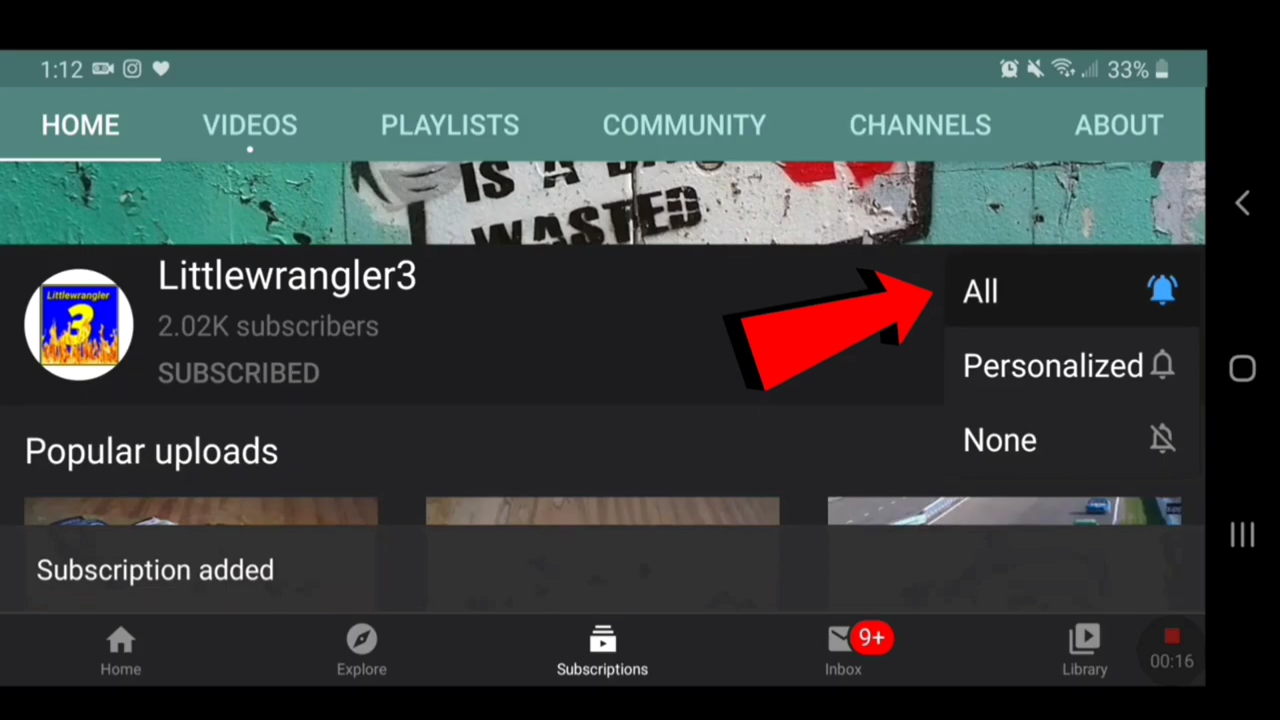 1:12 33%
HOME VIDEOS PLAYLISTS COMMUNITY CHANNELS ABOUT
IS A
WASTED
Littlewrangler3
Littlewrangler
3
2.02K subscribers
SUBSCRIBED
All
Personalized
None
Popular uploads
Subscription added
9+
Home Explore Subscriptions Inbox Library 00:16